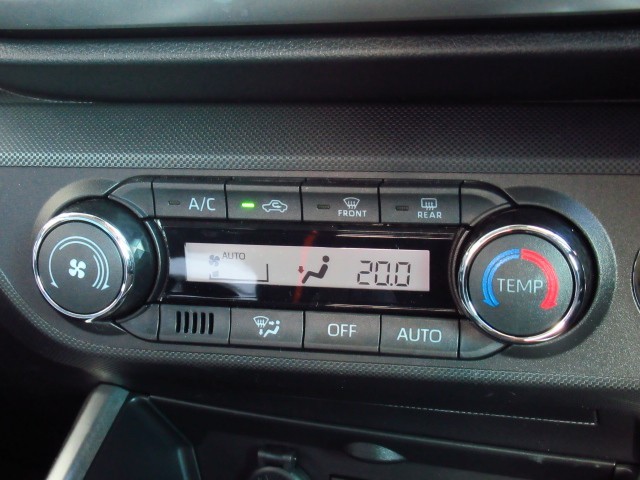 A/C
FRONT
REAR
AUTO
20.0
TEMP
OFF
AUTO